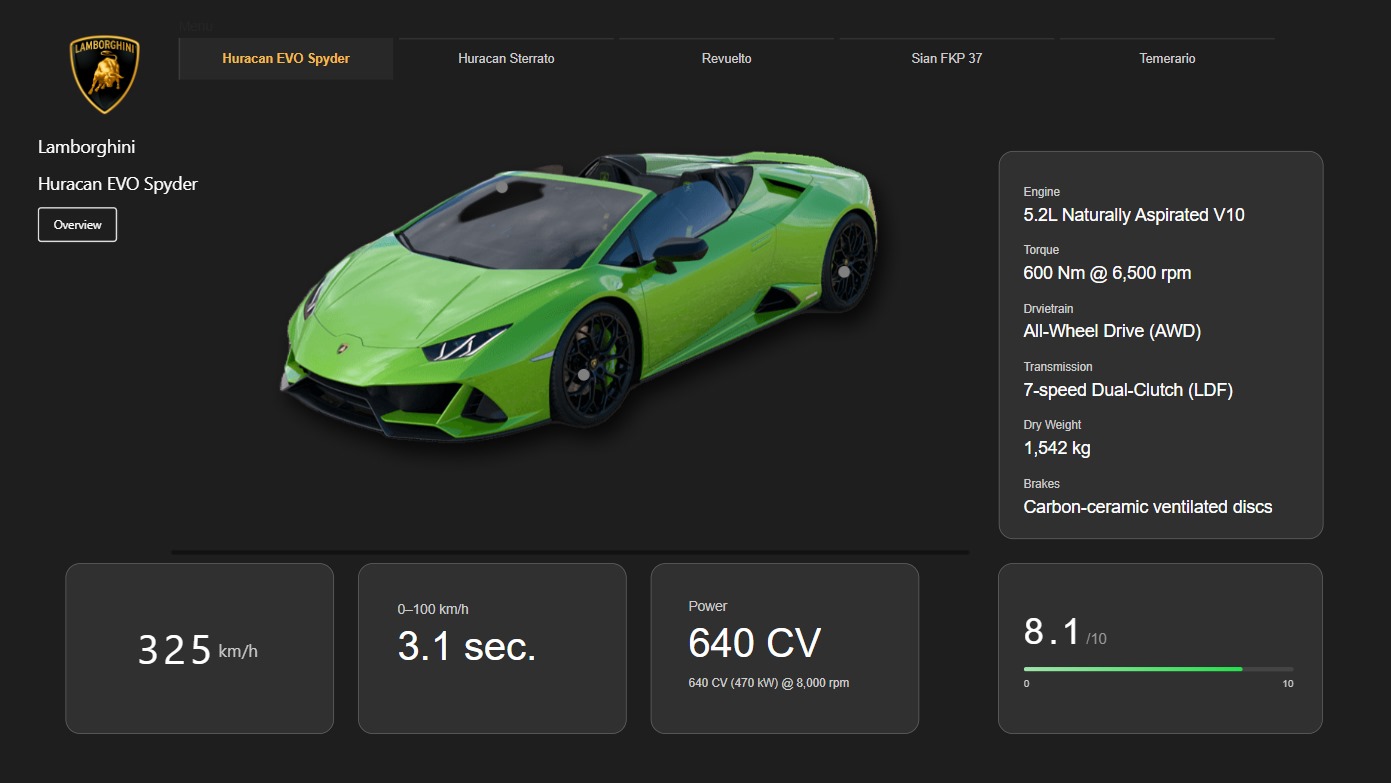 Menu
LAMBORGHINI
Huracan EVO Spyder
Huracan Sterrato
Revuelto
Sian FKP 37
Temerario
Lamborghini
Huracan EVO Spyder
Overview
Engine
5.2L Naturally Aspirated V10
Torque
600 Nm @ 6,500 rpm
Drvietrain
All-Wheel Drive (AWD)
Transmission
7-speed Dual-Clutch (LDF)
Dry Weight
1,542 kg
Brakes
Carbon-ceramic ventilated discs
325 km/h
0–100 km/h
3.1 sec.
Power
640 CV
640 CV (470 kW) @ 8,000 rpm
8.1 /10
0
10